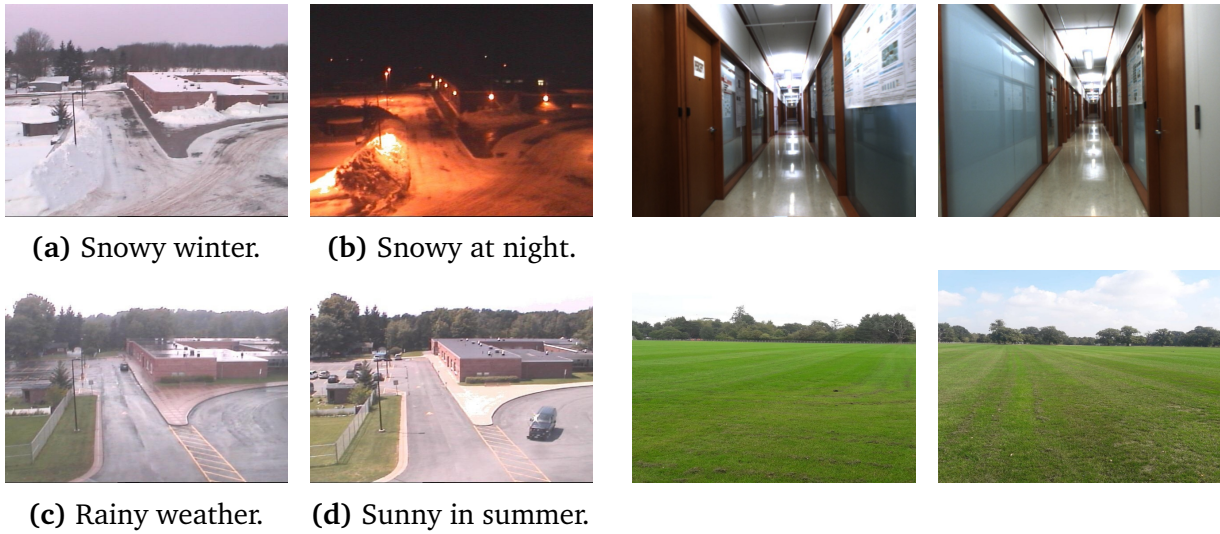 (a) Snowy winter.
(b) Snowy at night.
(c) Rainy weather.
(d) Sunny in summer.